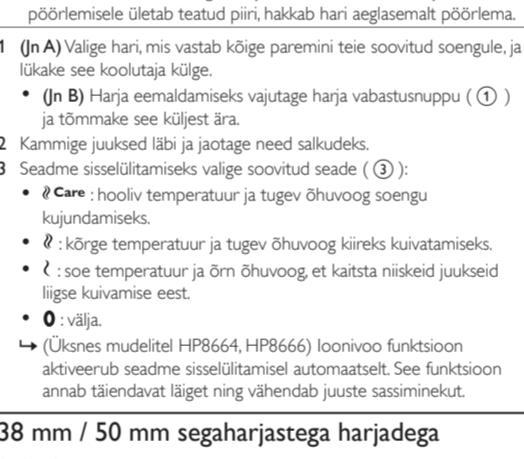 pöörlemisele ületab teatud piiri, hakkab hari aeglasemalt pöörlema.
1 (Jn A) Valige hari, mis vastab kõige paremini teie soovitud soengule, ja
lükake see koolutaja külge.
• (Jn B) Harja eemaldamiseks vajutage harja vabastusnuppu ( ① )
ja tõmmake see küljest ära.
2 Kammige juuksed läbi ja jaotage need salkudeks.
3 Seadme sisselülitamiseks valige soovitud seade ( ③ ):
• Care : hooliv temperatuur ja tugev õhuvoog soengu
kujundamiseks.
• : kõrge temperatuur ja tugev õhuvoog kiireks kuivatamiseks.
• : soe temperatuur ja õrn õhuvoog, et kaitsta niiskeid juukseid
liigse kuivamise eest.
• 0 : välja.
↪ (Üksnes mudelitel HP8664, HP8666) Ioonivoo funktsioon
aktiveerub seadme sisselülitamisel automaatselt. See funktsioon
annab täiendavat läiget ning vähendab juuste sassiminekut.
38 mm / 50 mm segaharjastega harjadega